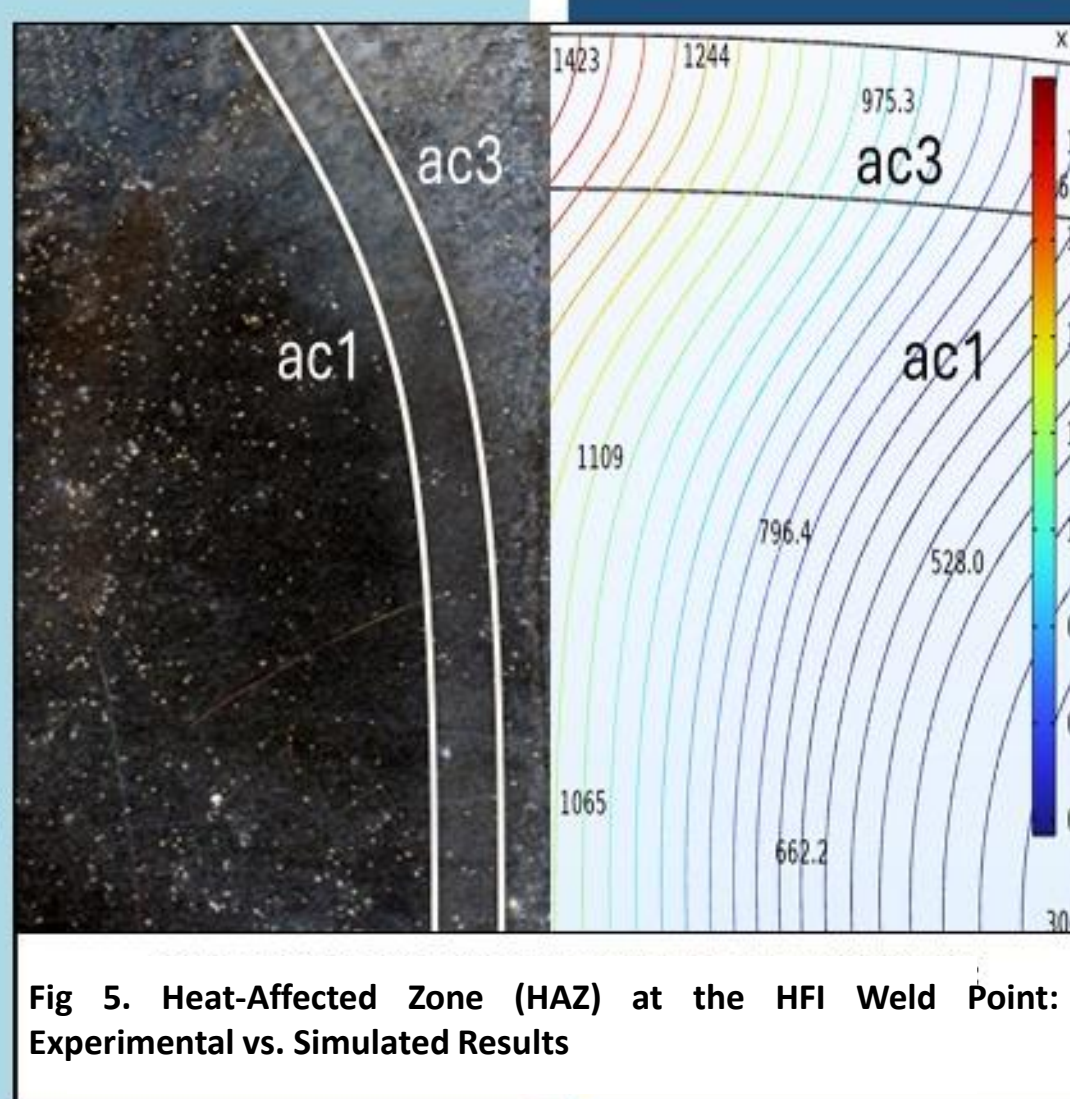 1423
1244
x
975.3
ac3
ac3
ac1
ac1
1109
796.4
528.0
1065
662.2
30
Fig 5. Heat-Affected Zone (HAZ) at the HFI Weld Point:
Experimental vs. Simulated Results